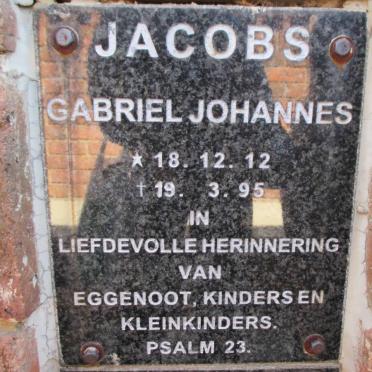 JACOBS
GABRIEL JOHANNES
★ 18. 12. 12
† 19. 3. 95
IN
LIEFDEVOLLE HERINNERING
VAN
EGGENOOT, KINDERS EN
KLEINKINDERS.
PSALM 23.